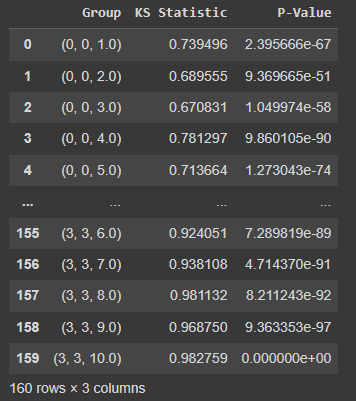 Group KS Statistic P-Value
0 (0, 0, 1.0) 0.739496 2.395666e-67
1 (0, 0, 2.0) 0.689555 9.369665e-51
2 (0, 0, 3.0) 0.670831 1.049974e-58
3 (0, 0, 4.0) 0.781297 9.860105e-90
4 (0, 0, 5.0) 0.713664 1.273043e-74
... ... ... ...
155 (3, 3, 6.0) 0.924051 7.289819e-89
156 (3, 3, 7.0) 0.938108 4.714370e-91
157 (3, 3, 8.0) 0.981132 8.211243e-92
158 (3, 3, 9.0) 0.968750 9.363353e-97
159 (3, 3, 10.0) 0.982759 0.000000e+00
160 rows × 3 columns